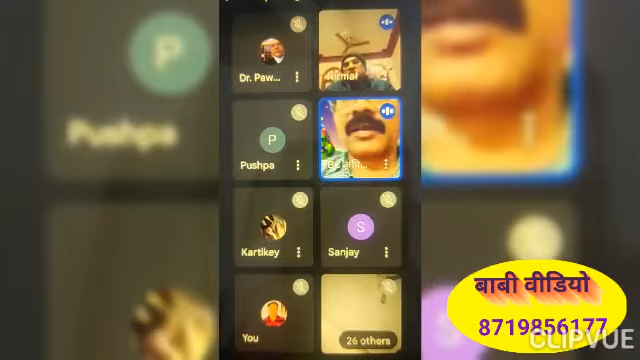 Dr. Paw...
Nirmal
P
Pushpa
Kartikey
S
Sanjay
You
26 others
Pushpa
P
बाबी वीडियो
8719856177
CLIPVUE